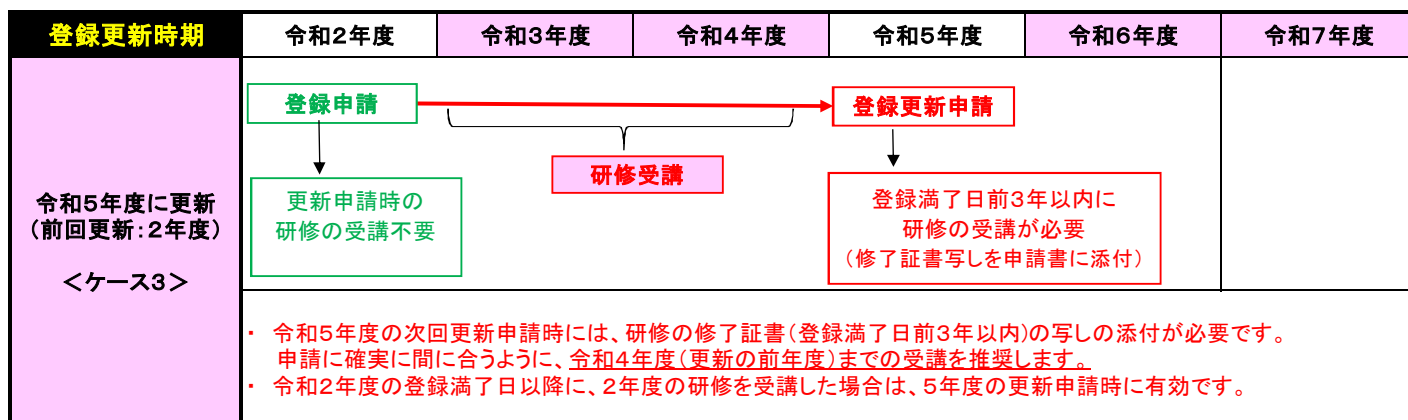 登録更新時期 令和2年度 令和3年度 令和4年度 令和5年度 令和6年度 令和7年度
登録申請 登録更新申請
研修受講
令和5年度に更新
(前回更新:2年度)
<ケース3>
更新申請時の
研修の受講不要
登録満了日前3年以内に
研修の受講が必要
(修了証書写しを申請書に添付)
・ 令和5年度の次回更新申請時には、研修の修了証書(登録満了日前3年以内)の写しの添付が必要です。
申請に確実に間に合うように、令和4年度(更新の前年度)までの受講を推奨します。
・ 令和2年度の登録満了日以降に、2年度の研修を受講した場合は、5年度の更新申請時に有効です。